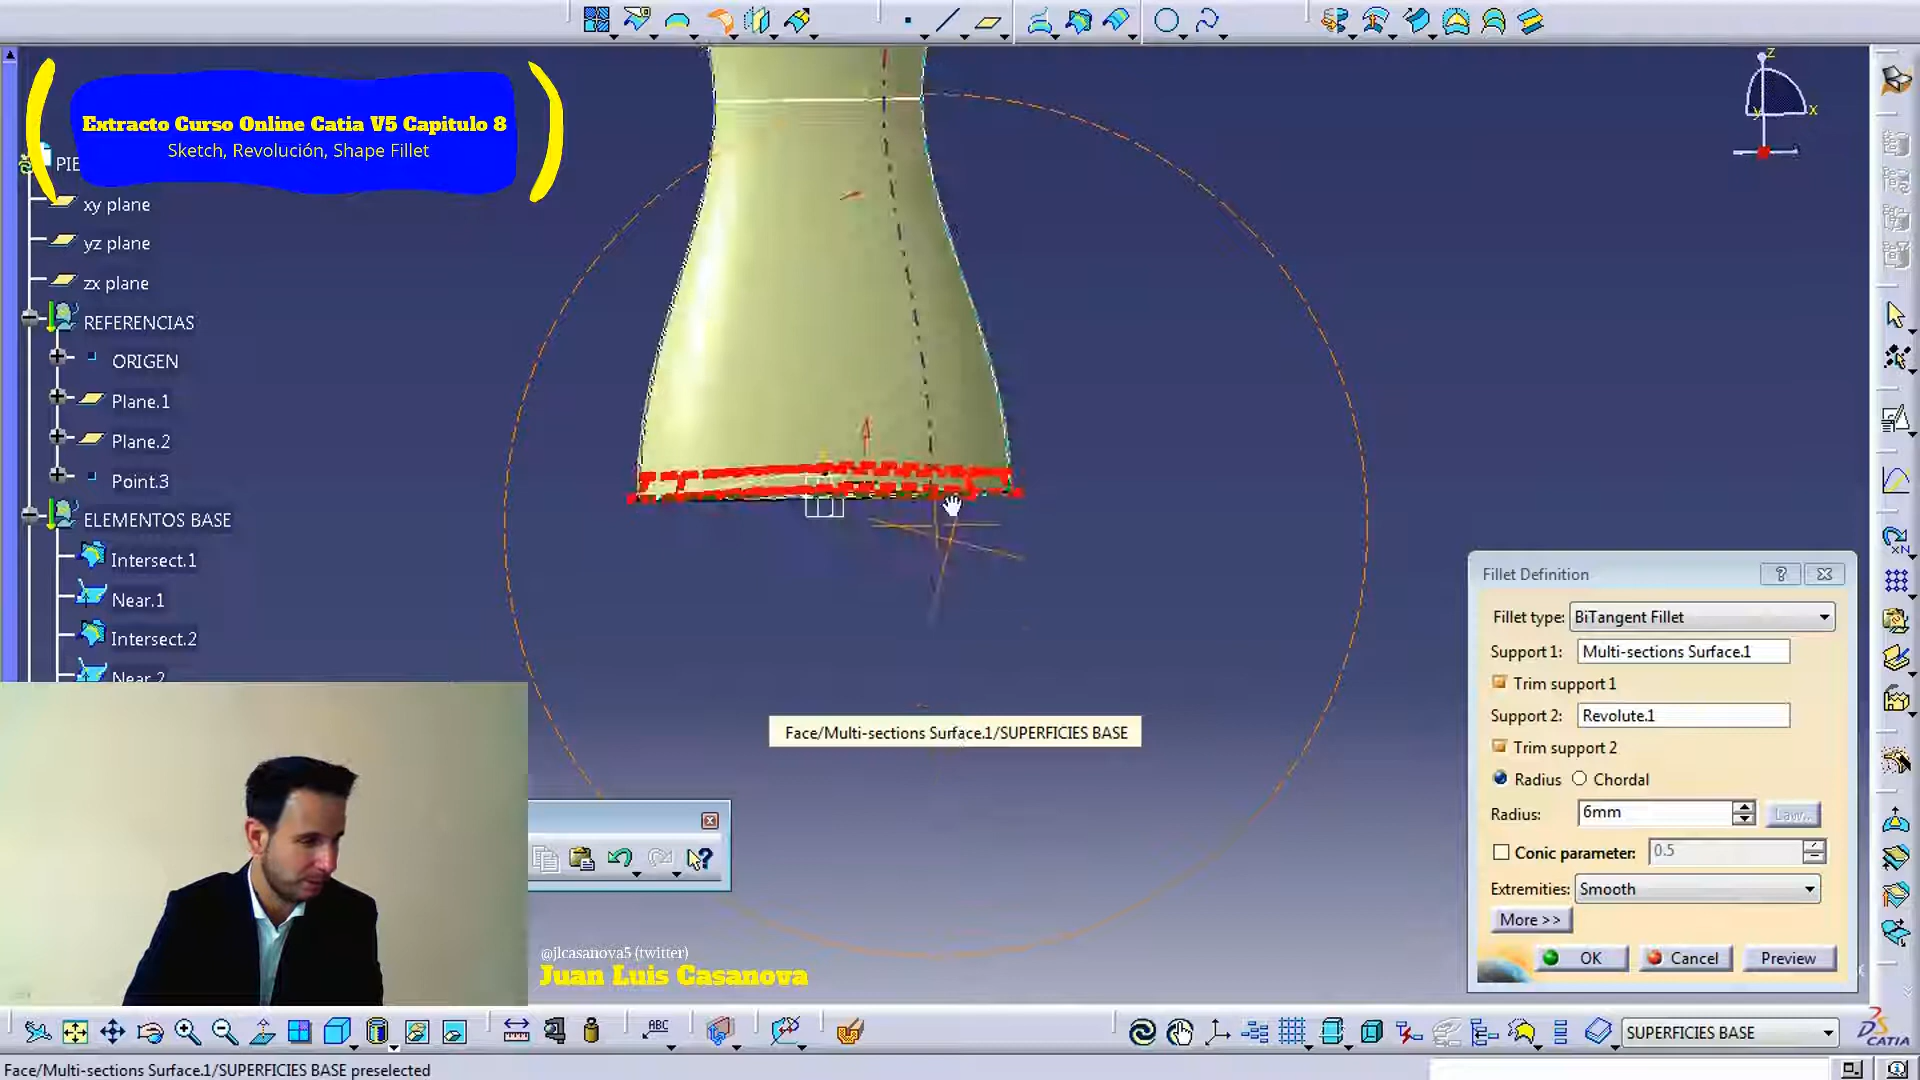 Extracto Curso Online Catia V5 Capitulo 8
Sketch, Revolución, Shape Fillet
PIE
xy plane
yz plane
zx plane
REFERENCIAS
ORIGEN
Plane.1
Plane.2
Point.3
ELEMENTOS BASE
Intersect.1
Near.1
Intersect.2
Near.2
z
x
y
Face/Multi-sections Surface.1/SUPERFICIES BASE
Fillet Definition
?
Fillet type: BiTangent Fillet
Support 1: Multi-sections Surface.1
Trim support 1
Support 2: Revolute.1
Trim support 2
Radius Chordal
Radius: 6mm Law..
Conic parameter: 0.5
Extremities: Smooth
More >>
OK Cancel Preview
@jlcasanova5 (twitter)
Juan Luis Casanova
ABC
SUPERFICIES BASE
CATIA
Face/Multi-sections Surface.1/SUPERFICIES BASE preselected